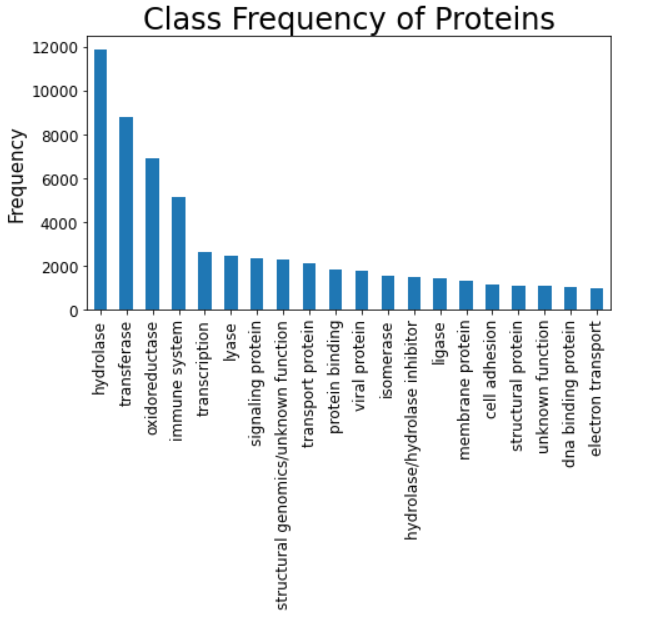 Class Frequency of Proteins
Frequency
12000
10000
8000
6000
4000
2000
0
hydrolase
transferase
oxidoreductase
immune system
transcription
lyase
signaling protein
structural genomics/unknown function
transport protein
protein binding
viral protein
isomerase
hydrolase/hydrolase inhibitor
ligase
membrane protein
cell adhesion
structural protein
unknown function
dna binding protein
electron transport